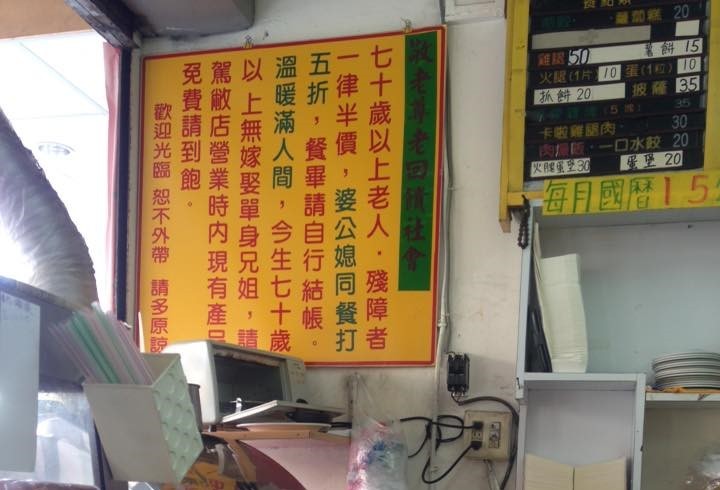 敬老尊老回饋社會
七十歲以上老人．殘障者
一律半價，婆公媳同餐打
五折，餐畢請自行結帳。
溫暖滿人間，今生七十歲
以上無嫁娶單身兄姐，請
駕敝店營業時內現有產品
免費請到飽。
歡迎光臨 恕不外帶 請多原諒
蘿蔔糕 20
雞腿 50
薯餅 15
火腿(1片) 10 蛋(1粒) 10
抓餅 20 披薩 35
卡啦雞腿肉 30
一口水餃 20
火腿蛋堡 30 蛋堡 20
每月國曆15